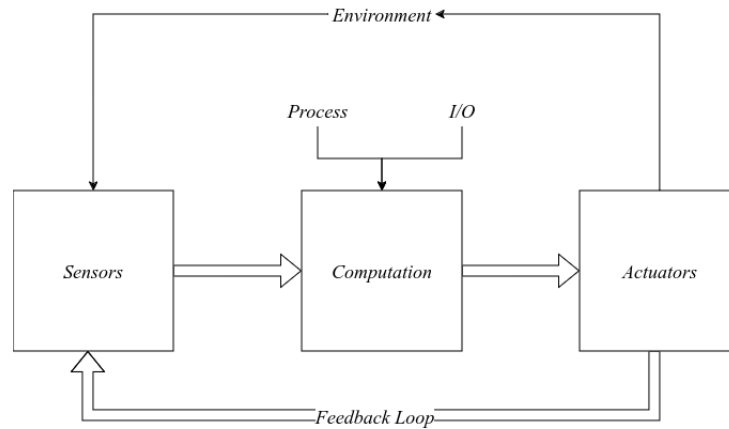 Environment
Process
I/O
Sensors
Computation
Actuators
Feedback Loop